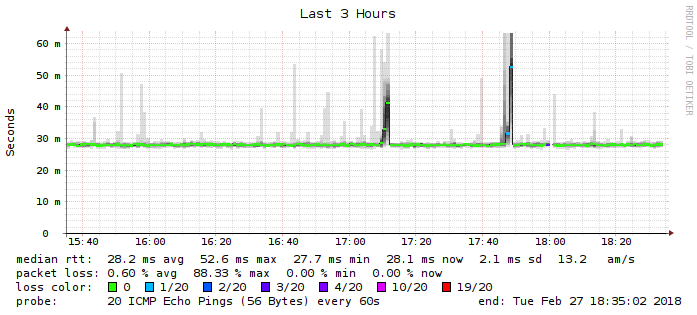 Last 3 Hours
RRDTOOL / TOBI OETIKER
Seconds
60 m
50 m
40 m
30 m
20 m
10 m
0
15:40 16:00 16:20 16:40 17:00 17:20 17:40 18:00 18:20
median rtt: 28.2 ms avg 52.6 ms max 27.7 ms min 28.1 ms now 2.1 ms sd 13.2 am/s
packet loss: 0.60 % avg 88.33 % max 0.00 % min 0.00 % now
loss color: 0 1/20 2/20 3/20 4/20 10/20 19/20
probe: 20 ICMP Echo Pings (56 Bytes) every 60s end: Tue Feb 27 18:35:02 2018